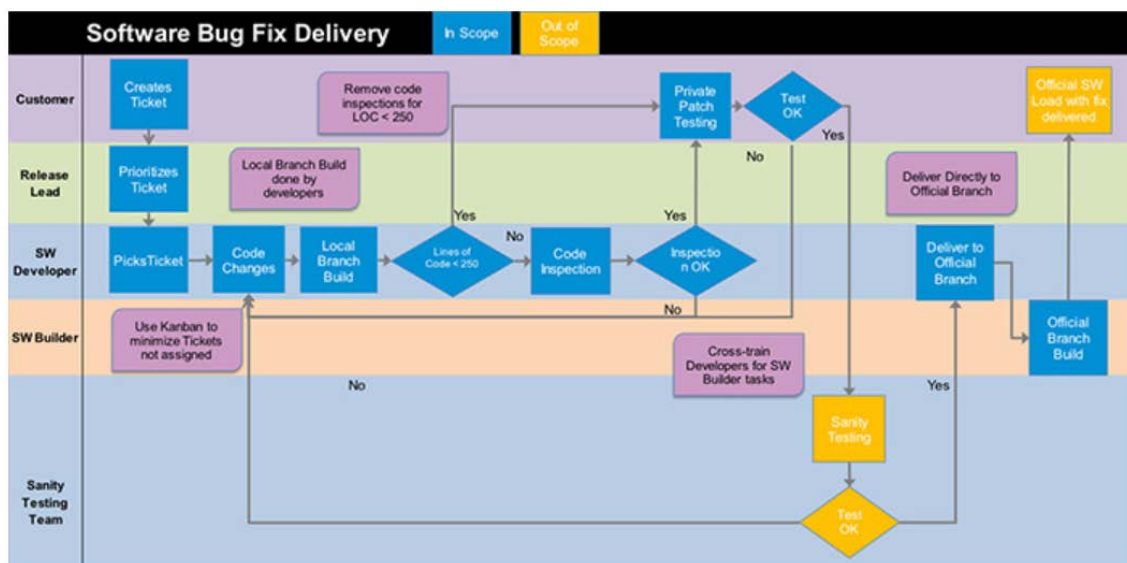 Software Bug Fix Delivery
In Scope
Out of
Scope
Customer
Creates
Ticket
Remove code
inspections for
LOC < 250
Private
Patch
Testing
Test
OK
Yes
No
Official SW
Load with fix
delivered
Release
Lead
Prioritizes
Ticket
Local Branch Build
done by
developers
Yes
Yes
Deliver Directly to
Official Branch
SW
Developer
PicksTicket
Code
Changes
Local
Branch
Build
Lines of
Code < 250
No
Code
Inspection
Inspectio
n OK
No
Deliver to
Official
Branch
SW Builder
Use Kanban to
minimize Tickets
not assigned
Cross-train
Developers for SW
Builder tasks
Official
Branch
Build
No
Yes
Sanity
Testing
Team
Sanity
Testing
Test
OK